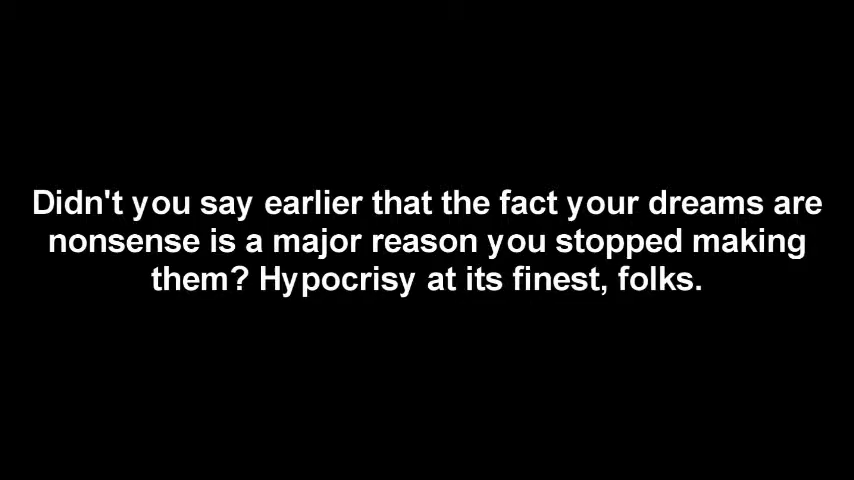 Didn't you say earlier that the fact your dreams are
nonsense is a major reason you stopped making
them? Hypocrisy at its finest, folks.